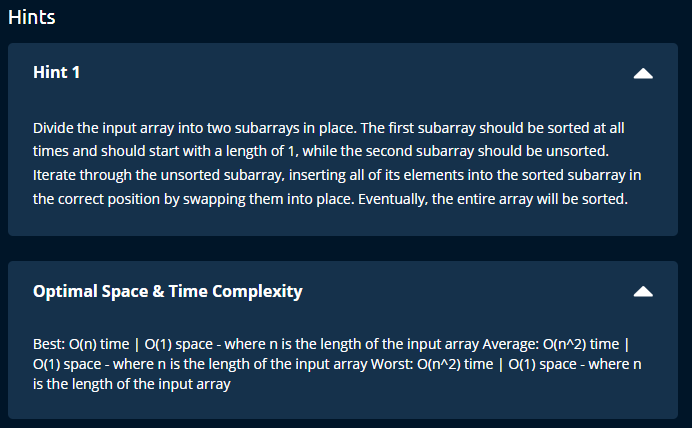 Hints
Hint 1
Divide the input array into two subarrays in place. The first subarray should be sorted at all
times and should start with a length of 1, while the second subarray should be unsorted.
Iterate through the unsorted subarray, inserting all of its elements into the sorted subarray in
the correct position by swapping them into place. Eventually, the entire array will be sorted.
Optimal Space & Time Complexity
Best: O(n) time | O(1) space - where n is the length of the input array Average: O(n^2) time |
O(1) space - where n is the length of the input array Worst: O(n^2) time | O(1) space - where n
is the length of the input array